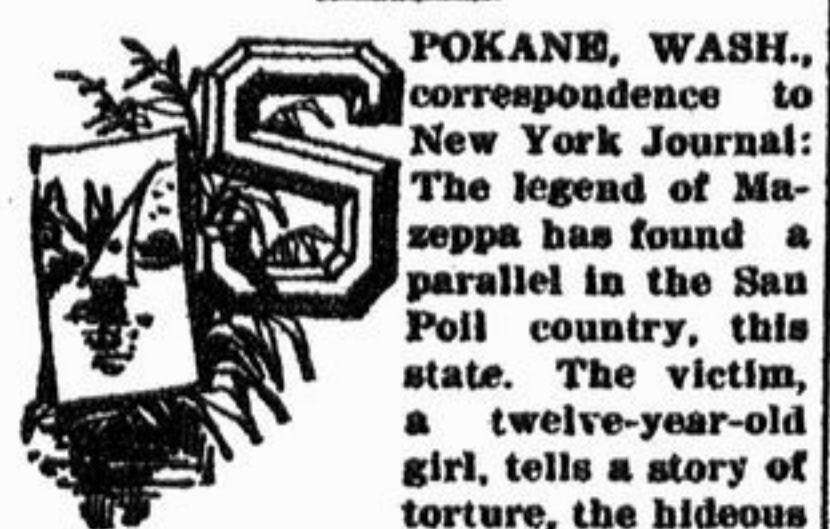 SPOKANE, WASH.,
correspondence to
New York Journal:
The legend of Ma-
zeppa has found a
parallel in the San
Poil country, this
state. The victim,
a twelve-year-old
girl, tells a story of
torture, the hideous